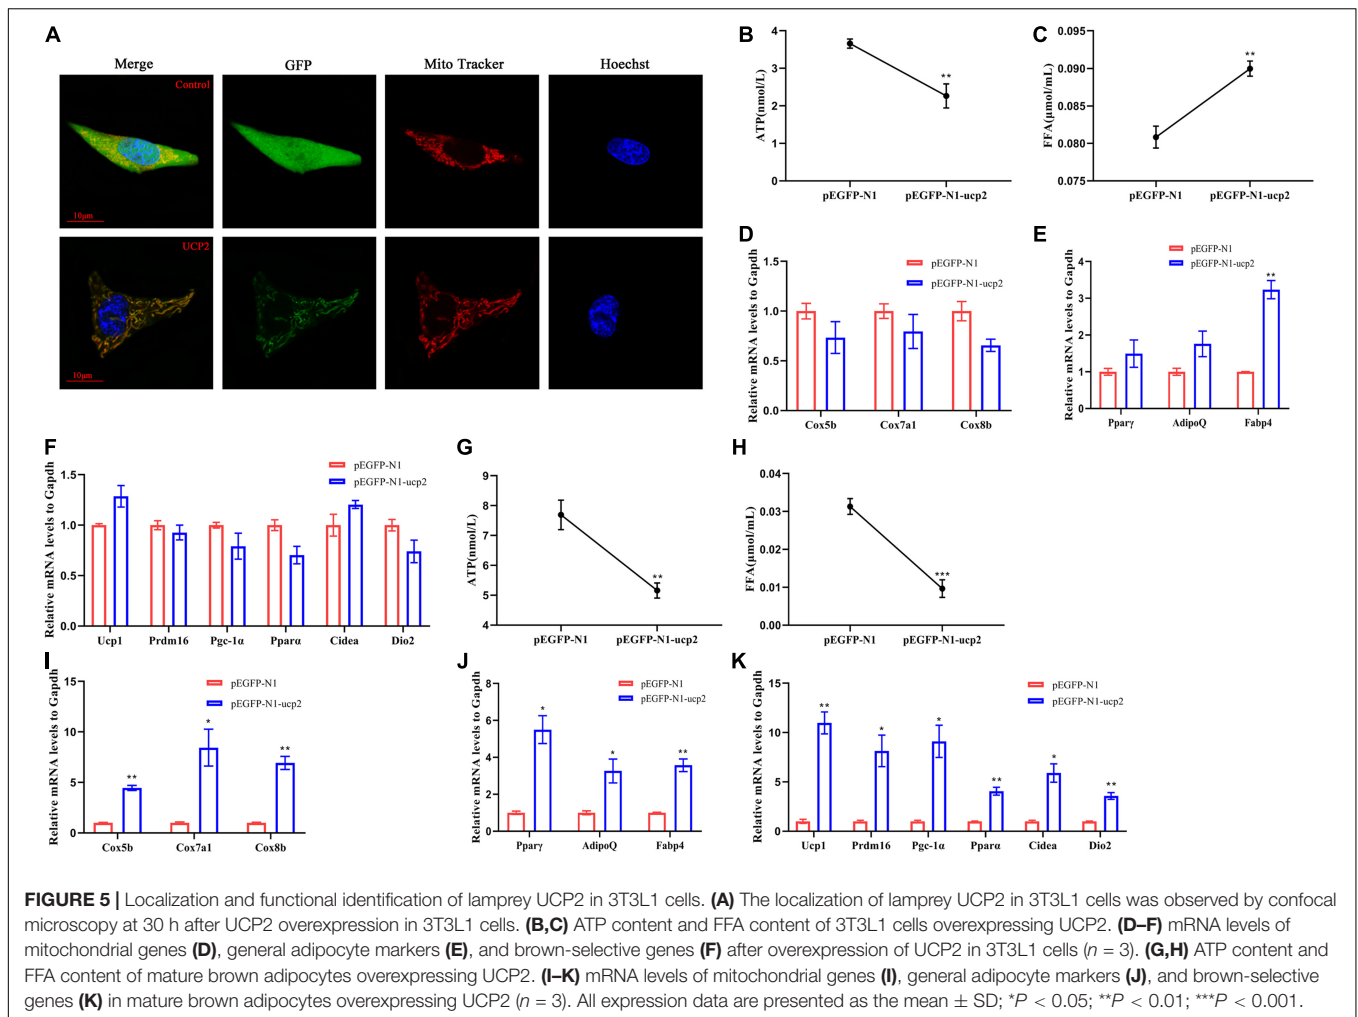 A
Merge
GFP
Mito Tracker
Hoechst
Control
10μm
UCP2
10μm
B
ATP(nmol/L)
4
3
2
1
0
**
pEGFP-N1
pEGFP-N1-ucp2
C
FFA(μmol/mL)
0.095
0.090
0.085
0.080
0.075
**
pEGFP-N1
pEGFP-N1-ucp2
D
Relative mRNA levels to Gapdh
1.5
1.0
0.5
0.0
pEGFP-N1
pEGFP-N1-ucp2
Cox5b
Cox7a1
Cox8b
E
Relative mRNA levels to Gapdh
4
3
2
1
0
pEGFP-N1
pEGFP-N1-ucp2
**
Pparγ
AdipoQ
Fabp4
F
Relative mRNA levels to Gapdh
1.5
1.0
0.5
0.0
pEGFP-N1
pEGFP-N1-ucp2
Ucp1
Prdm16
Pgc-1α
Pparα
Cidea
Dio2
G
ATP(nmol/L)
9
8
7
6
5
4
**
pEGFP-N1
pEGFP-N1-ucp2
H
FFA(μmol/mL)
0.04
0.03
0.02
0.01
0.00
***
pEGFP-N1
pEGFP-N1-ucp2
I
Relative mRNA levels to Gapdh
15
10
5
0
pEGFP-N1
pEGFP-N1-ucp2
**
*
**
Cox5b
Cox7a1
Cox8b
J
Relative mRNA levels to Gapdh
8
6
4
2
0
pEGFP-N1
pEGFP-N1-ucp2
*
*
**
Pparγ
AdipoQ
Fabp4
K
Relative mRNA levels to Gapdh
15
10
5
0
pEGFP-N1
pEGFP-N1-ucp2
**
*
*
**
*
**
Ucp1
Prdm16
Pgc-1α
Pparα
Cidea
Dio2
FIGURE 5 | Localization and functional identification of lamprey UCP2 in 3T3L1 cells. (A) The localization of lamprey UCP2 in 3T3L1 cells was observed by confocal
microscopy at 30 h after UCP2 overexpression in 3T3L1 cells. (B,C) ATP content and FFA content of 3T3L1 cells overexpressing UCP2. (D–F) mRNA levels of
mitochondrial genes (D), general adipocyte markers (E), and brown-selective genes (F) after overexpression of UCP2 in 3T3L1 cells (n = 3). (G,H) ATP content and
FFA content of mature brown adipocytes overexpressing UCP2. (I–K) mRNA levels of mitochondrial genes (I), general adipocyte markers (J), and brown-selective
genes (K) in mature brown adipocytes overexpressing UCP2 (n = 3). All expression data are presented as the mean ± SD; *P < 0.05; **P < 0.01; ***P < 0.001.